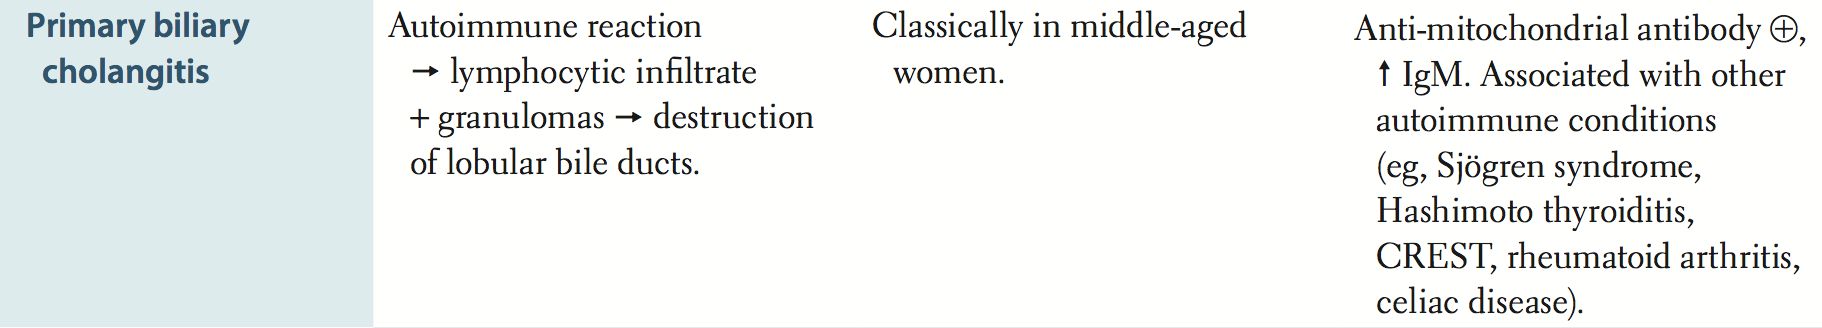 Primary biliary
cholangitis
Autoimmune reaction
→ lymphocytic infiltrate
+ granulomas → destruction
of lobular bile ducts.
Classically in middle-aged
women.
Anti-mitochondrial antibody ⊕,
↑ IgM. Associated with other
autoimmune conditions
(eg, Sjögren syndrome,
Hashimoto thyroiditis,
CREST, rheumatoid arthritis,
celiac disease).